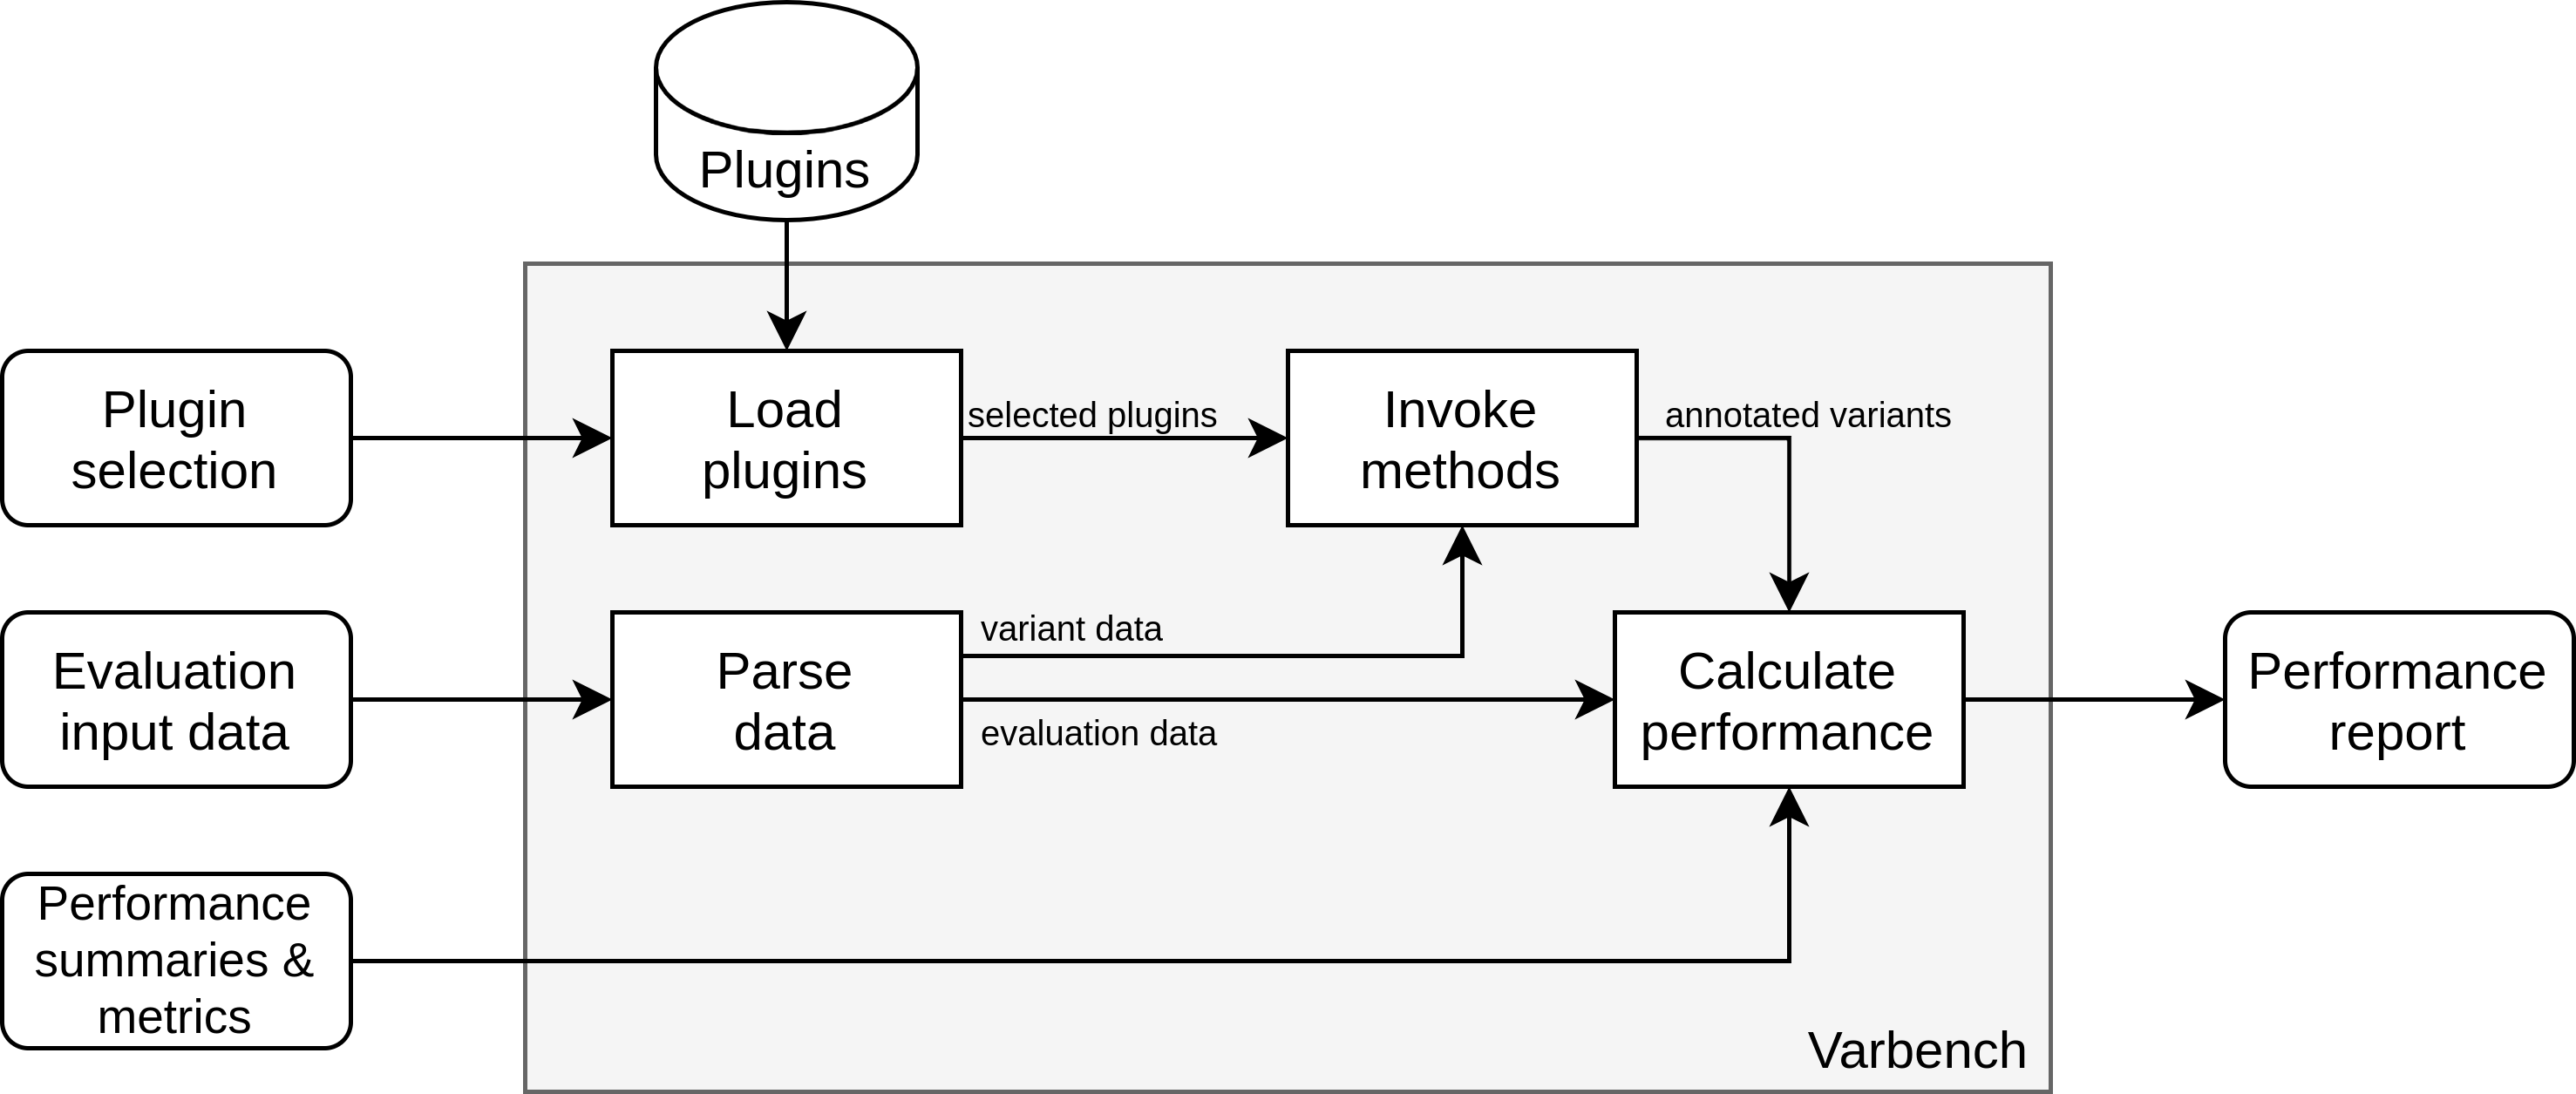 Plugins
Plugin
selection
Load
plugins
selected plugins
Invoke
methods
annotated variants
Evaluation
input data
Parse
data
variant data
evaluation data
Calculate
performance
Performance
report
Performance
summaries &
metrics
Varbench